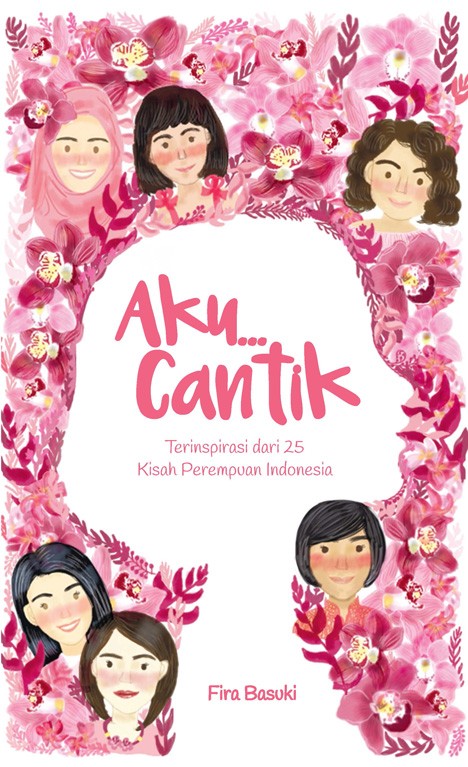 Aku...
Cantik
Terinspirasi dari 25
Kisah Perempuan Indonesia
Fira Basuki